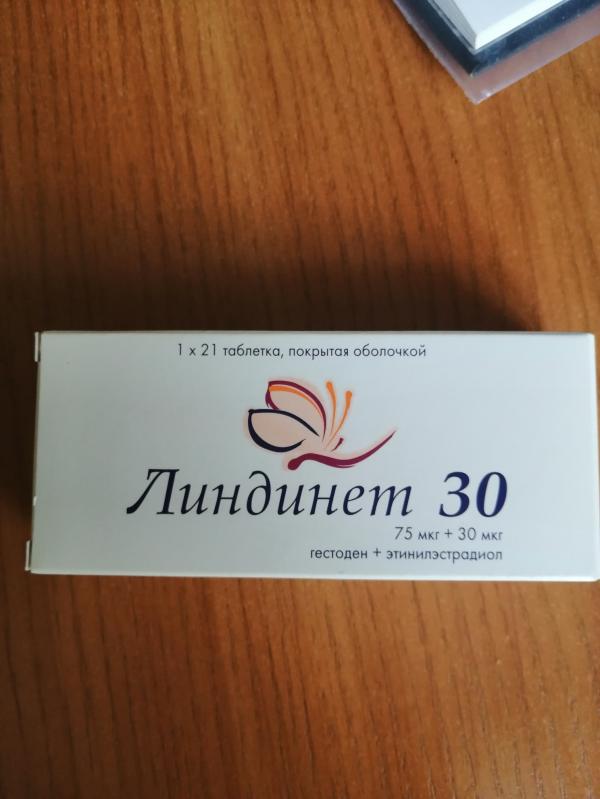 1 х 21 таблетка, покрытая оболочкой
Линдинет 30
75 мкг + 30 мкг
гестоден + этинилэстрадиол